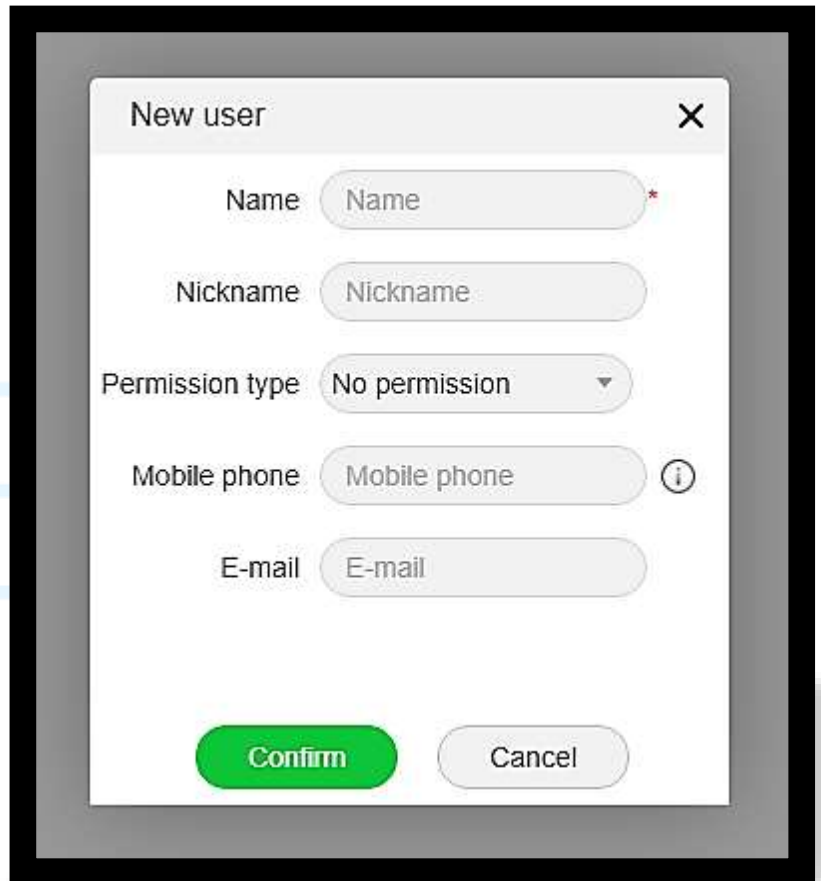 New user
Name Name *
Nickname Nickname
Permission type No permission
Mobile phone Mobile phone i
E-mail E-mail
Confirm Cancel